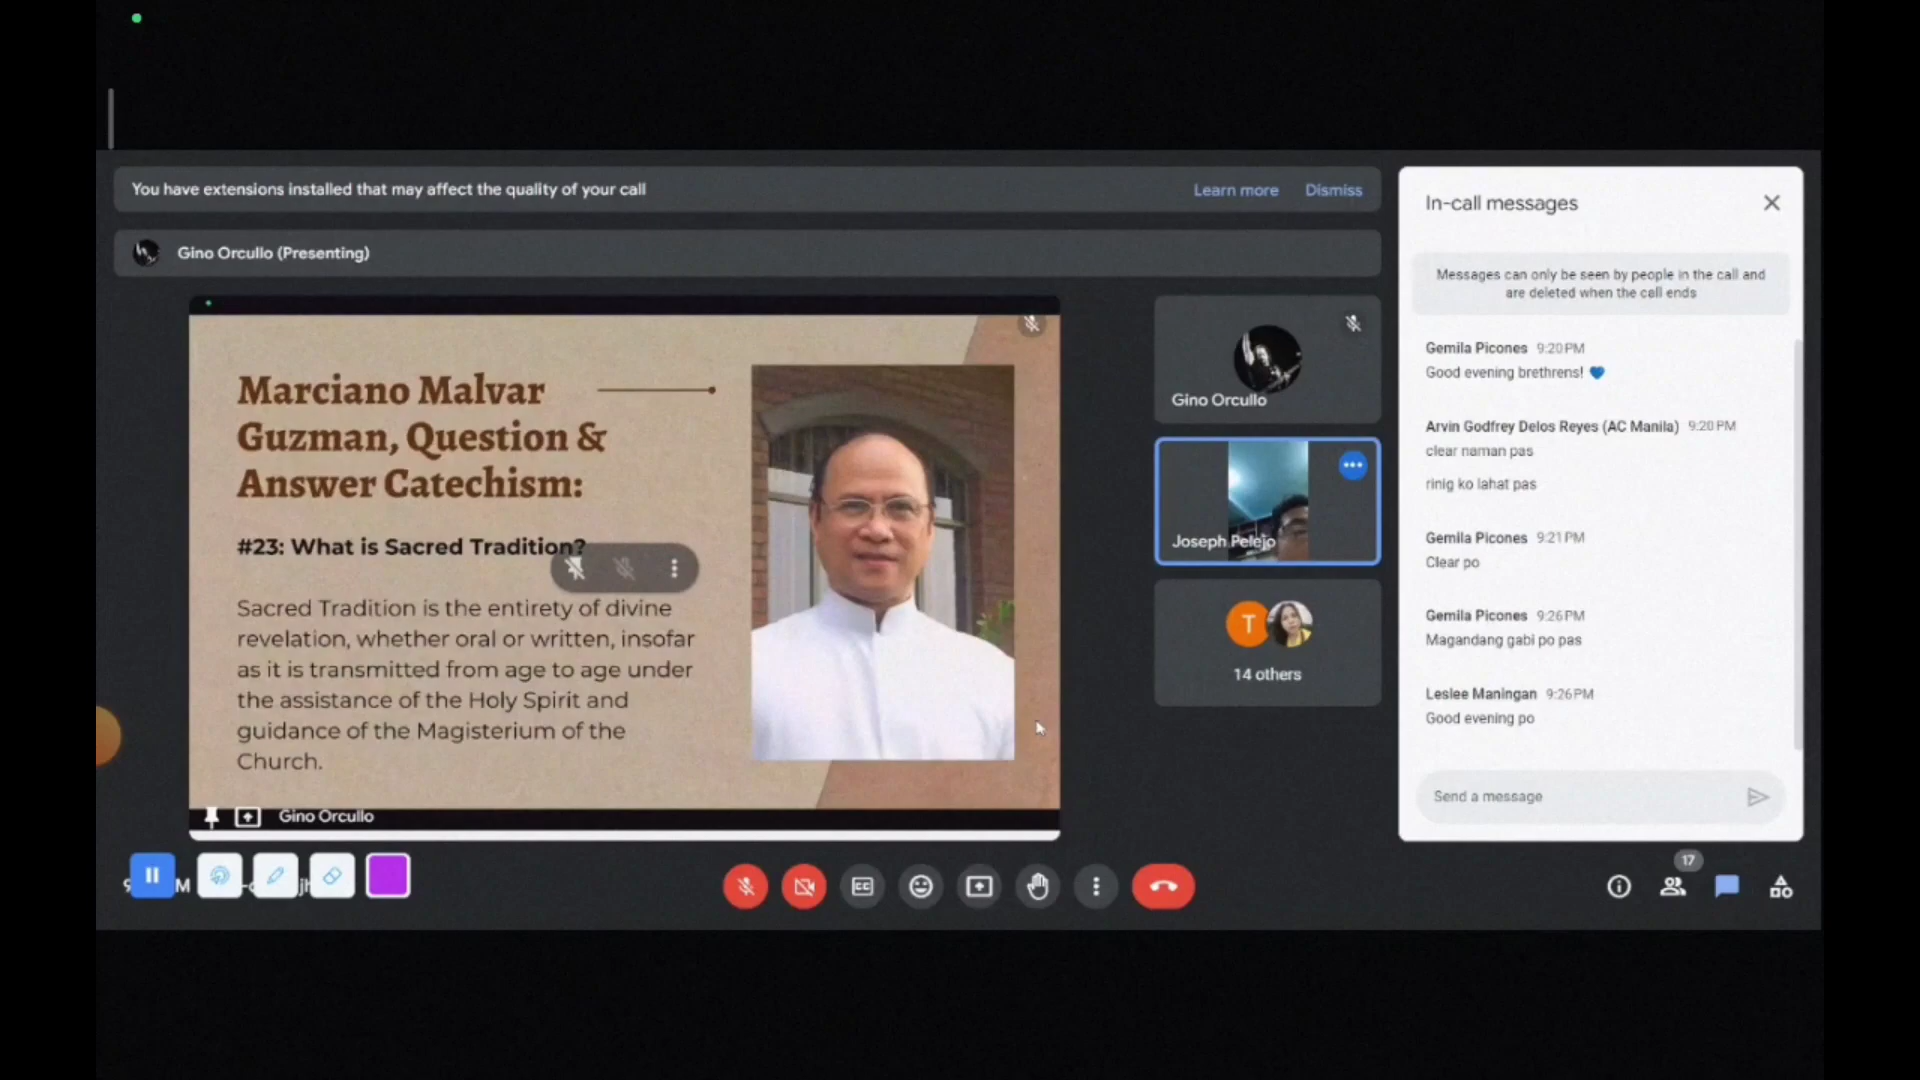 You have extensions installed that may affect the quality of your call
Learn more
Dismiss
Gino Orcullo (Presenting)
Marciano Malvar
Guzman, Question &
Answer Catechism:
#23: What is Sacred Tradition?
Sacred Tradition is the entirety of divine
revelation, whether oral or written, insofar
as it is transmitted from age to age under
the assistance of the Holy Spirit and
guidance of the Magisterium of the
Church.
Gino Orcullo
Gino Orcullo
Joseph Pelejo
T
14 others
In-call messages
Messages can only be seen by people in the call and
are deleted when the call ends
Gemila Picones 9:20 PM
Good evening brethrens! 💙
Arvin Godfrey Delos Reyes (AC Manila) 9:20 PM
clear naman pas
rinig ko lahat pas
Gemila Picones 9:21 PM
Clear po
Gemila Picones 9:26 PM
Magandang gabi po pas
Leslee Maningan 9:26 PM
Good evening po
Send a message
CC
17